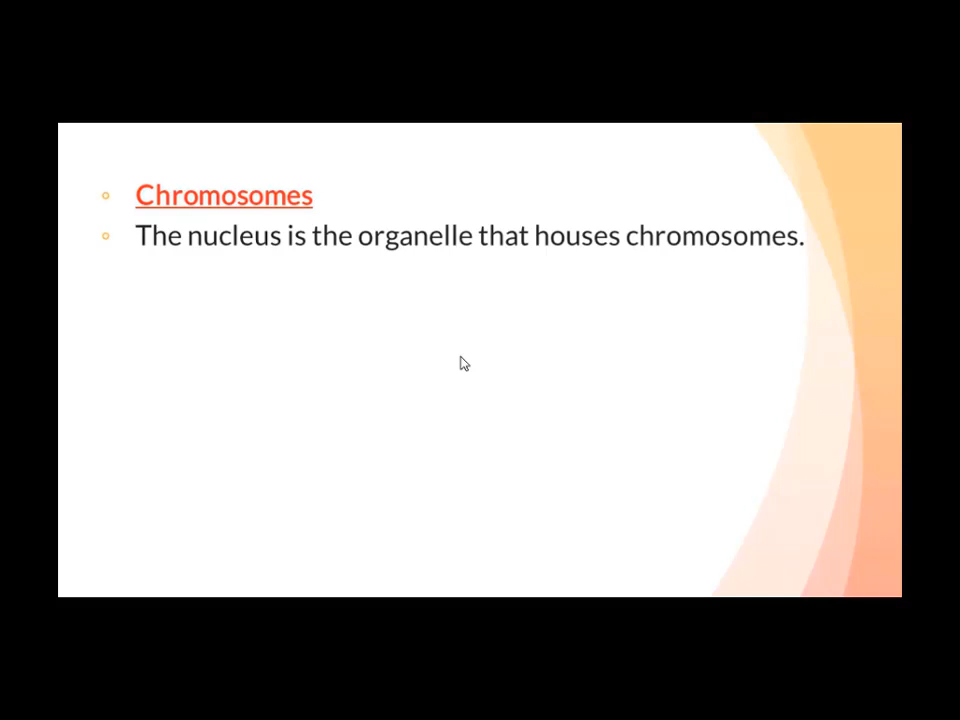 Chromosomes
The nucleus is the organelle that houses chromosomes.